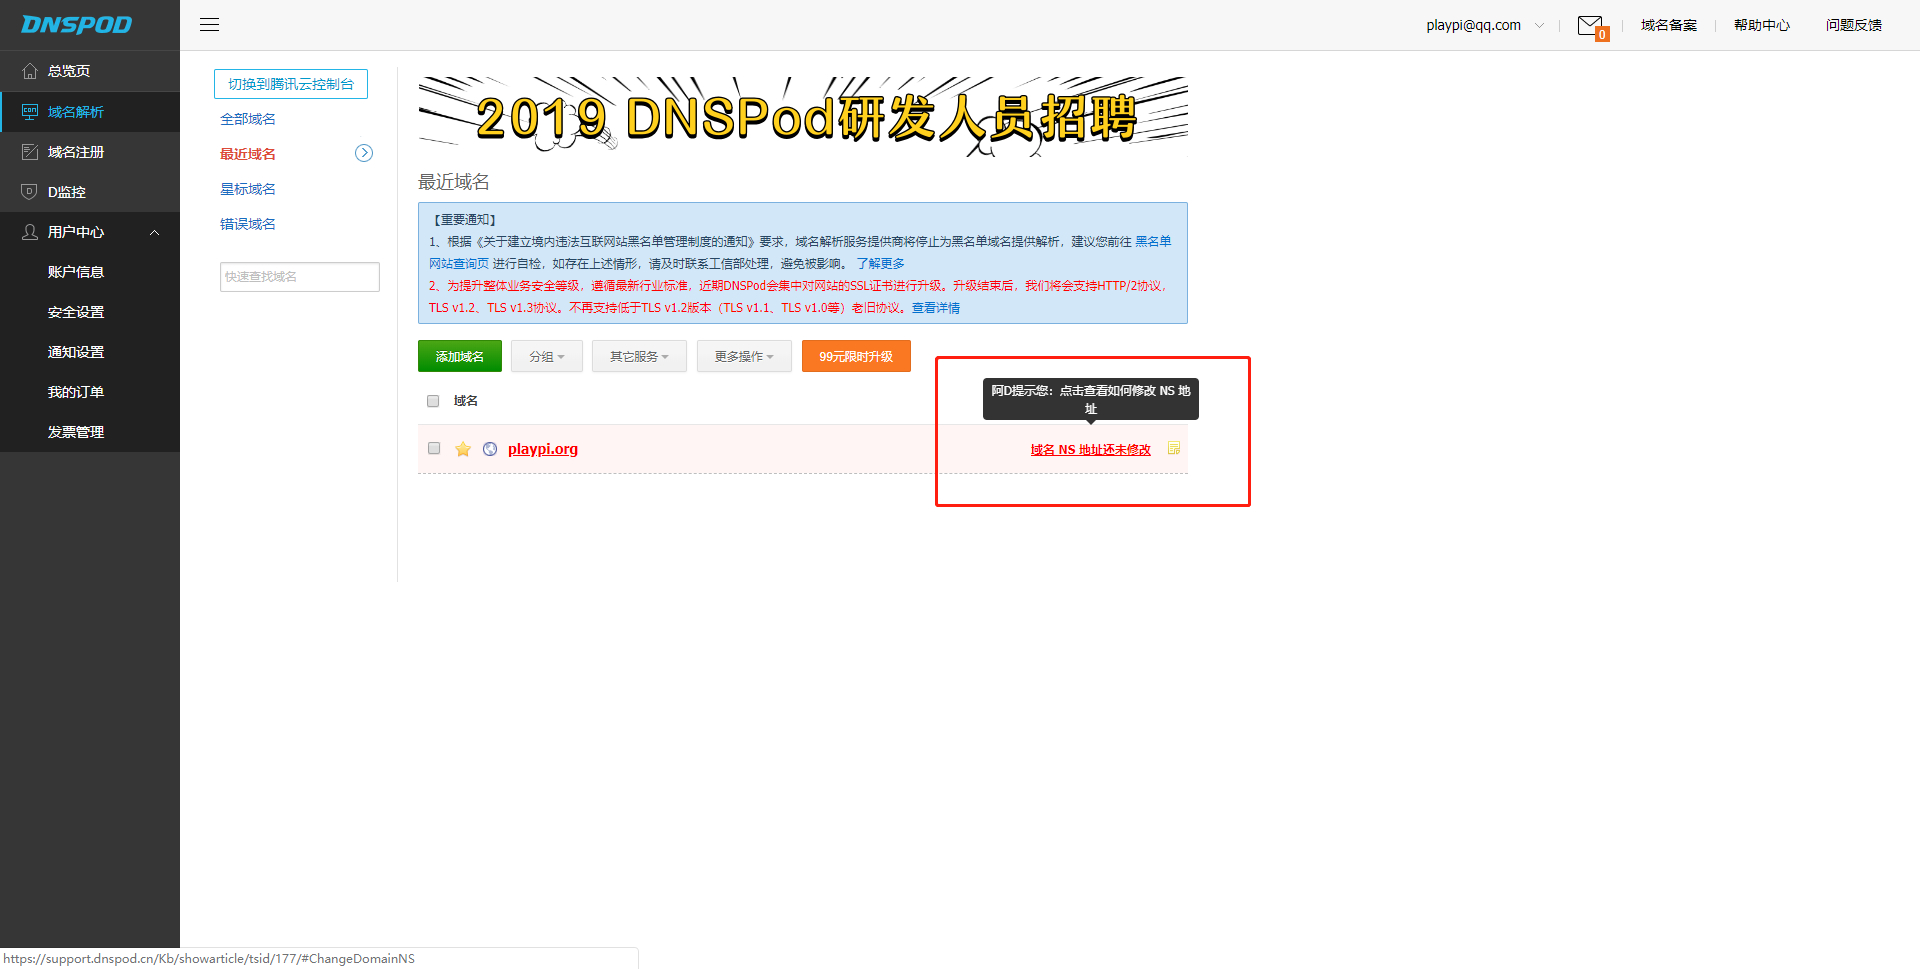 DNSPOD
playpi@qq.com
0
域名备案
帮助中心
问题反馈
总览页
域名解析
域名注册
D监控
用户中心
账户信息
安全设置
通知设置
我的订单
发票管理
切换到腾讯云控制台
全部域名
最近域名
星标域名
错误域名
快速查找域名
2019 DNSPod研发人员招聘
最近域名
【重要通知】
1、根据《关于建立境内违法互联网站黑名单管理制度的通知》要求，域名解析服务提供商将停止为黑名单域名提供解析，建议您前往 黑名单
网站查询页 进行自检，如存在上述情形，请及时联系工信部处理，避免被影响。 了解更多
2、为提升整体业务安全等级，遵循最新行业标准，近期DNSPod会集中对网站的SSL证书进行升级。升级结束后，我们将会支持HTTP/2协议，
TLS v1.2、TLS v1.3协议。不再支持低于TLS v1.2版本（TLS v1.1、TLS v1.0等）老旧协议。查看详情
添加域名
分组
其它服务
更多操作
99元限时升级
域名
阿D提示您：点击查看如何修改 NS 地
址
playpi.org
域名 NS 地址还未修改
https://support.dnspod.cn/Kb/showarticle/tsid/177/#ChangeDomainNS